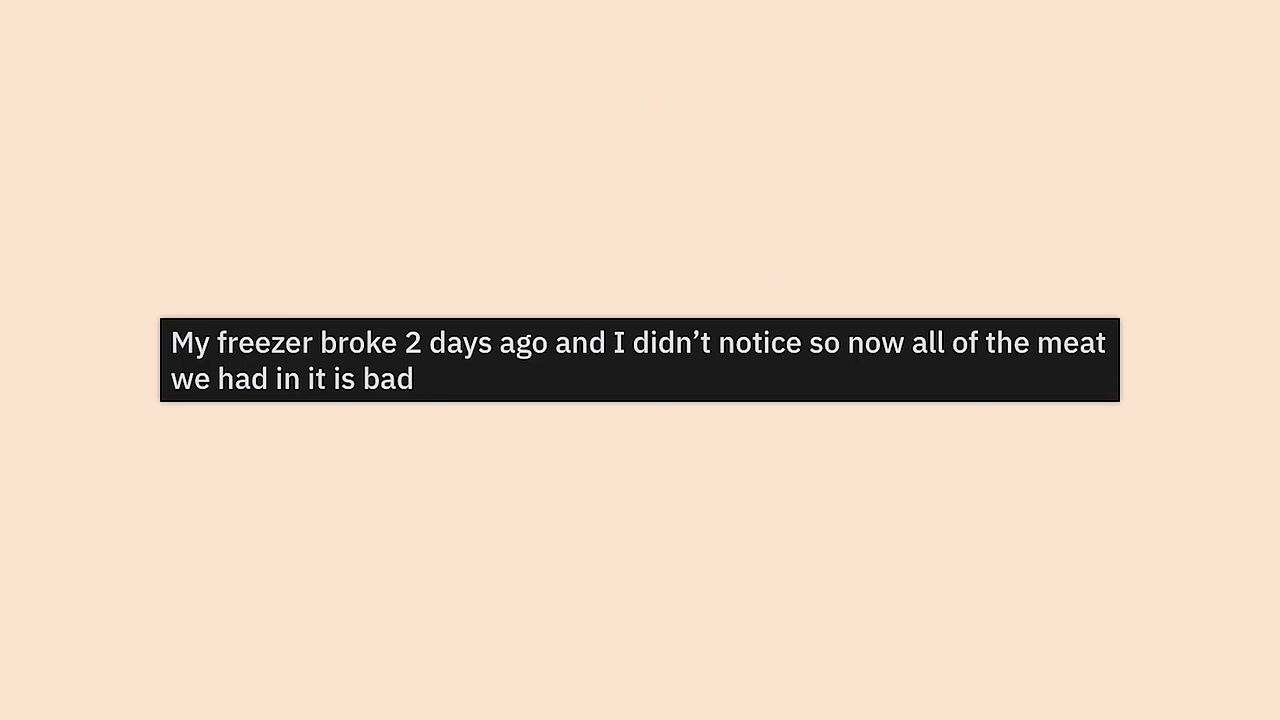 My freezer broke 2 days ago and I didn’t notice so now all of the meat
we had in it is bad